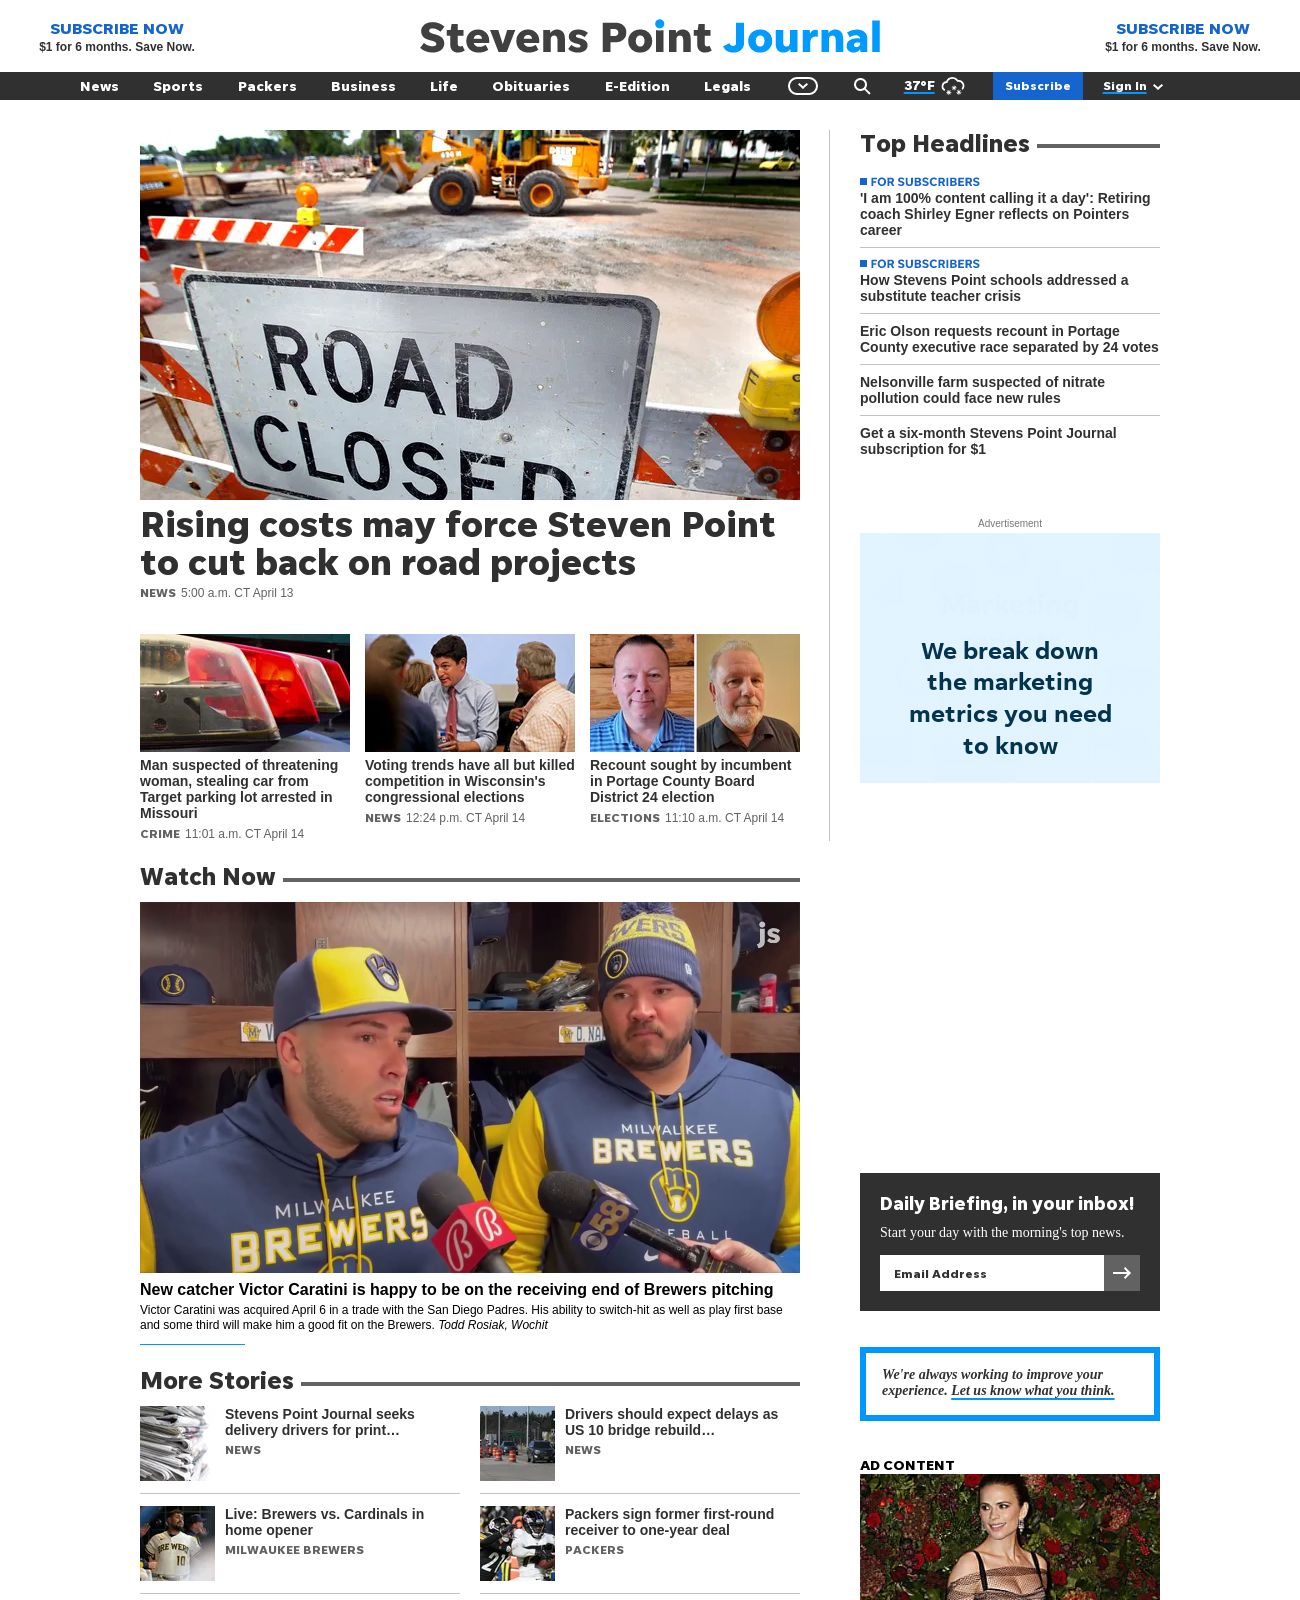 SUBSCRIBE NOW
$1 for 6 months. Save Now.
Stevens Point Journal
SUBSCRIBE NOW
$1 for 6 months. Save Now.
News Sports Packers Business Life Obituaries E-Edition Legals 37°F Subscribe Sign In
ROAD
CLOSED
Rising costs may force Steven Point
to cut back on road projects
NEWS 5:00 a.m. CT April 13
Man suspected of threatening
woman, stealing car from
Target parking lot arrested in
Missouri
CRIME 11:01 a.m. CT April 14
Voting trends have all but killed
competition in Wisconsin's
congressional elections
NEWS 12:24 p.m. CT April 14
Recount sought by incumbent
in Portage County Board
District 24 election
ELECTIONS 11:10 a.m. CT April 14
Top Headlines
FOR SUBSCRIBERS
'I am 100% content calling it a day': Retiring
coach Shirley Egner reflects on Pointers
career
FOR SUBSCRIBERS
How Stevens Point schools addressed a
substitute teacher crisis
Eric Olson requests recount in Portage
County executive race separated by 24 votes
Nelsonville farm suspected of nitrate
pollution could face new rules
Get a six-month Stevens Point Journal
subscription for $1
Advertisement
Marketing
We break down
the marketing
metrics you need
to know
Watch Now
js
BREWERS
MILWAUKEE
BREWERS
MILWAUKEE
BREWERS
BASEBALL
58
B
New catcher Victor Caratini is happy to be on the receiving end of Brewers pitching
Victor Caratini was acquired April 6 in a trade with the San Diego Padres. His ability to switch-hit as well as play first base
and some third will make him a good fit on the Brewers. Todd Rosiak, Wochit
Daily Briefing, in your inbox!
Start your day with the morning's top news.
Email Address
We're always working to improve your
experience. Let us know what you think.
More Stories
Stevens Point Journal seeks
delivery drivers for print…
NEWS
Drivers should expect delays as
US 10 bridge rebuild…
NEWS
Live: Brewers vs. Cardinals in
home opener
MILWAUKEE BREWERS
10
Packers sign former first-round
receiver to one-year deal
PACKERS
AD CONTENT